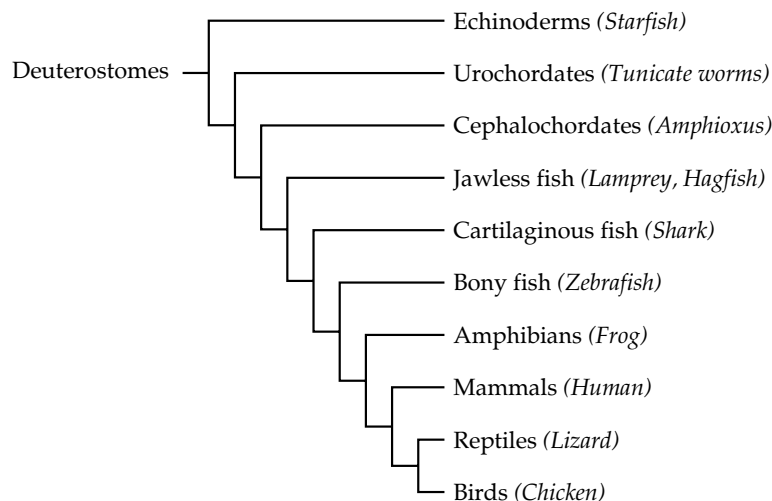 Echinoderms (Starfish)
Deuterostomes
Urochordates (Tunicate worms)
Cephalochordates (Amphioxus)
Jawless fish (Lamprey, Hagfish)
Cartilaginous fish (Shark)
Bony fish (Zebrafish)
Amphibians (Frog)
Mammals (Human)
Reptiles (Lizard)
Birds (Chicken)